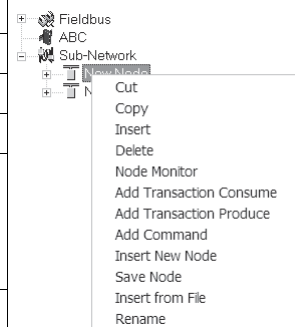 Fieldbus
ABC
Sub-Network
New Node
N
Cut
Copy
Insert
Delete
Node Monitor
Add Transaction Consume
Add Transaction Produce
Add Command
Insert New Node
Save Node
Insert from File
Rename